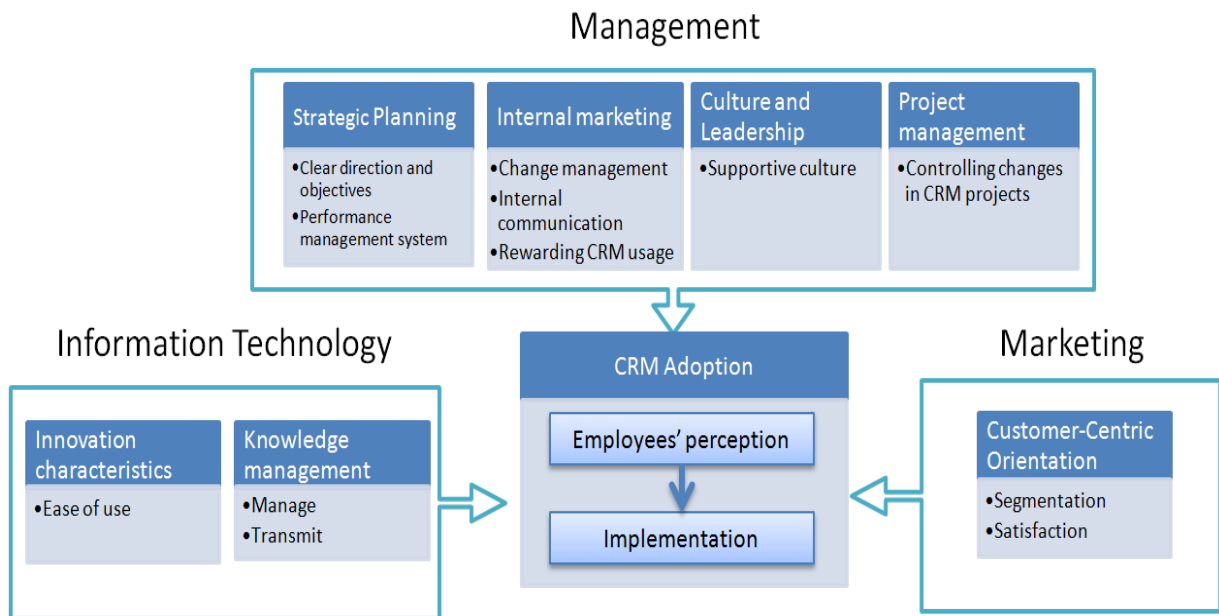 Management
Strategic Planning
•Clear direction and
objectives
•Performance
management system
Internal marketing
•Change management
•Internal
communication
•Rewarding CRM usage
Culture and
Leadership
•Supportive culture
Project
management
•Controlling changes
in CRM projects
Information Technology
Innovation
characteristics
•Ease of use
Knowledge
management
•Manage
•Transmit
CRM Adoption
Employees' perception
Implementation
Marketing
Customer-Centric
Orientation
•Segmentation
•Satisfaction